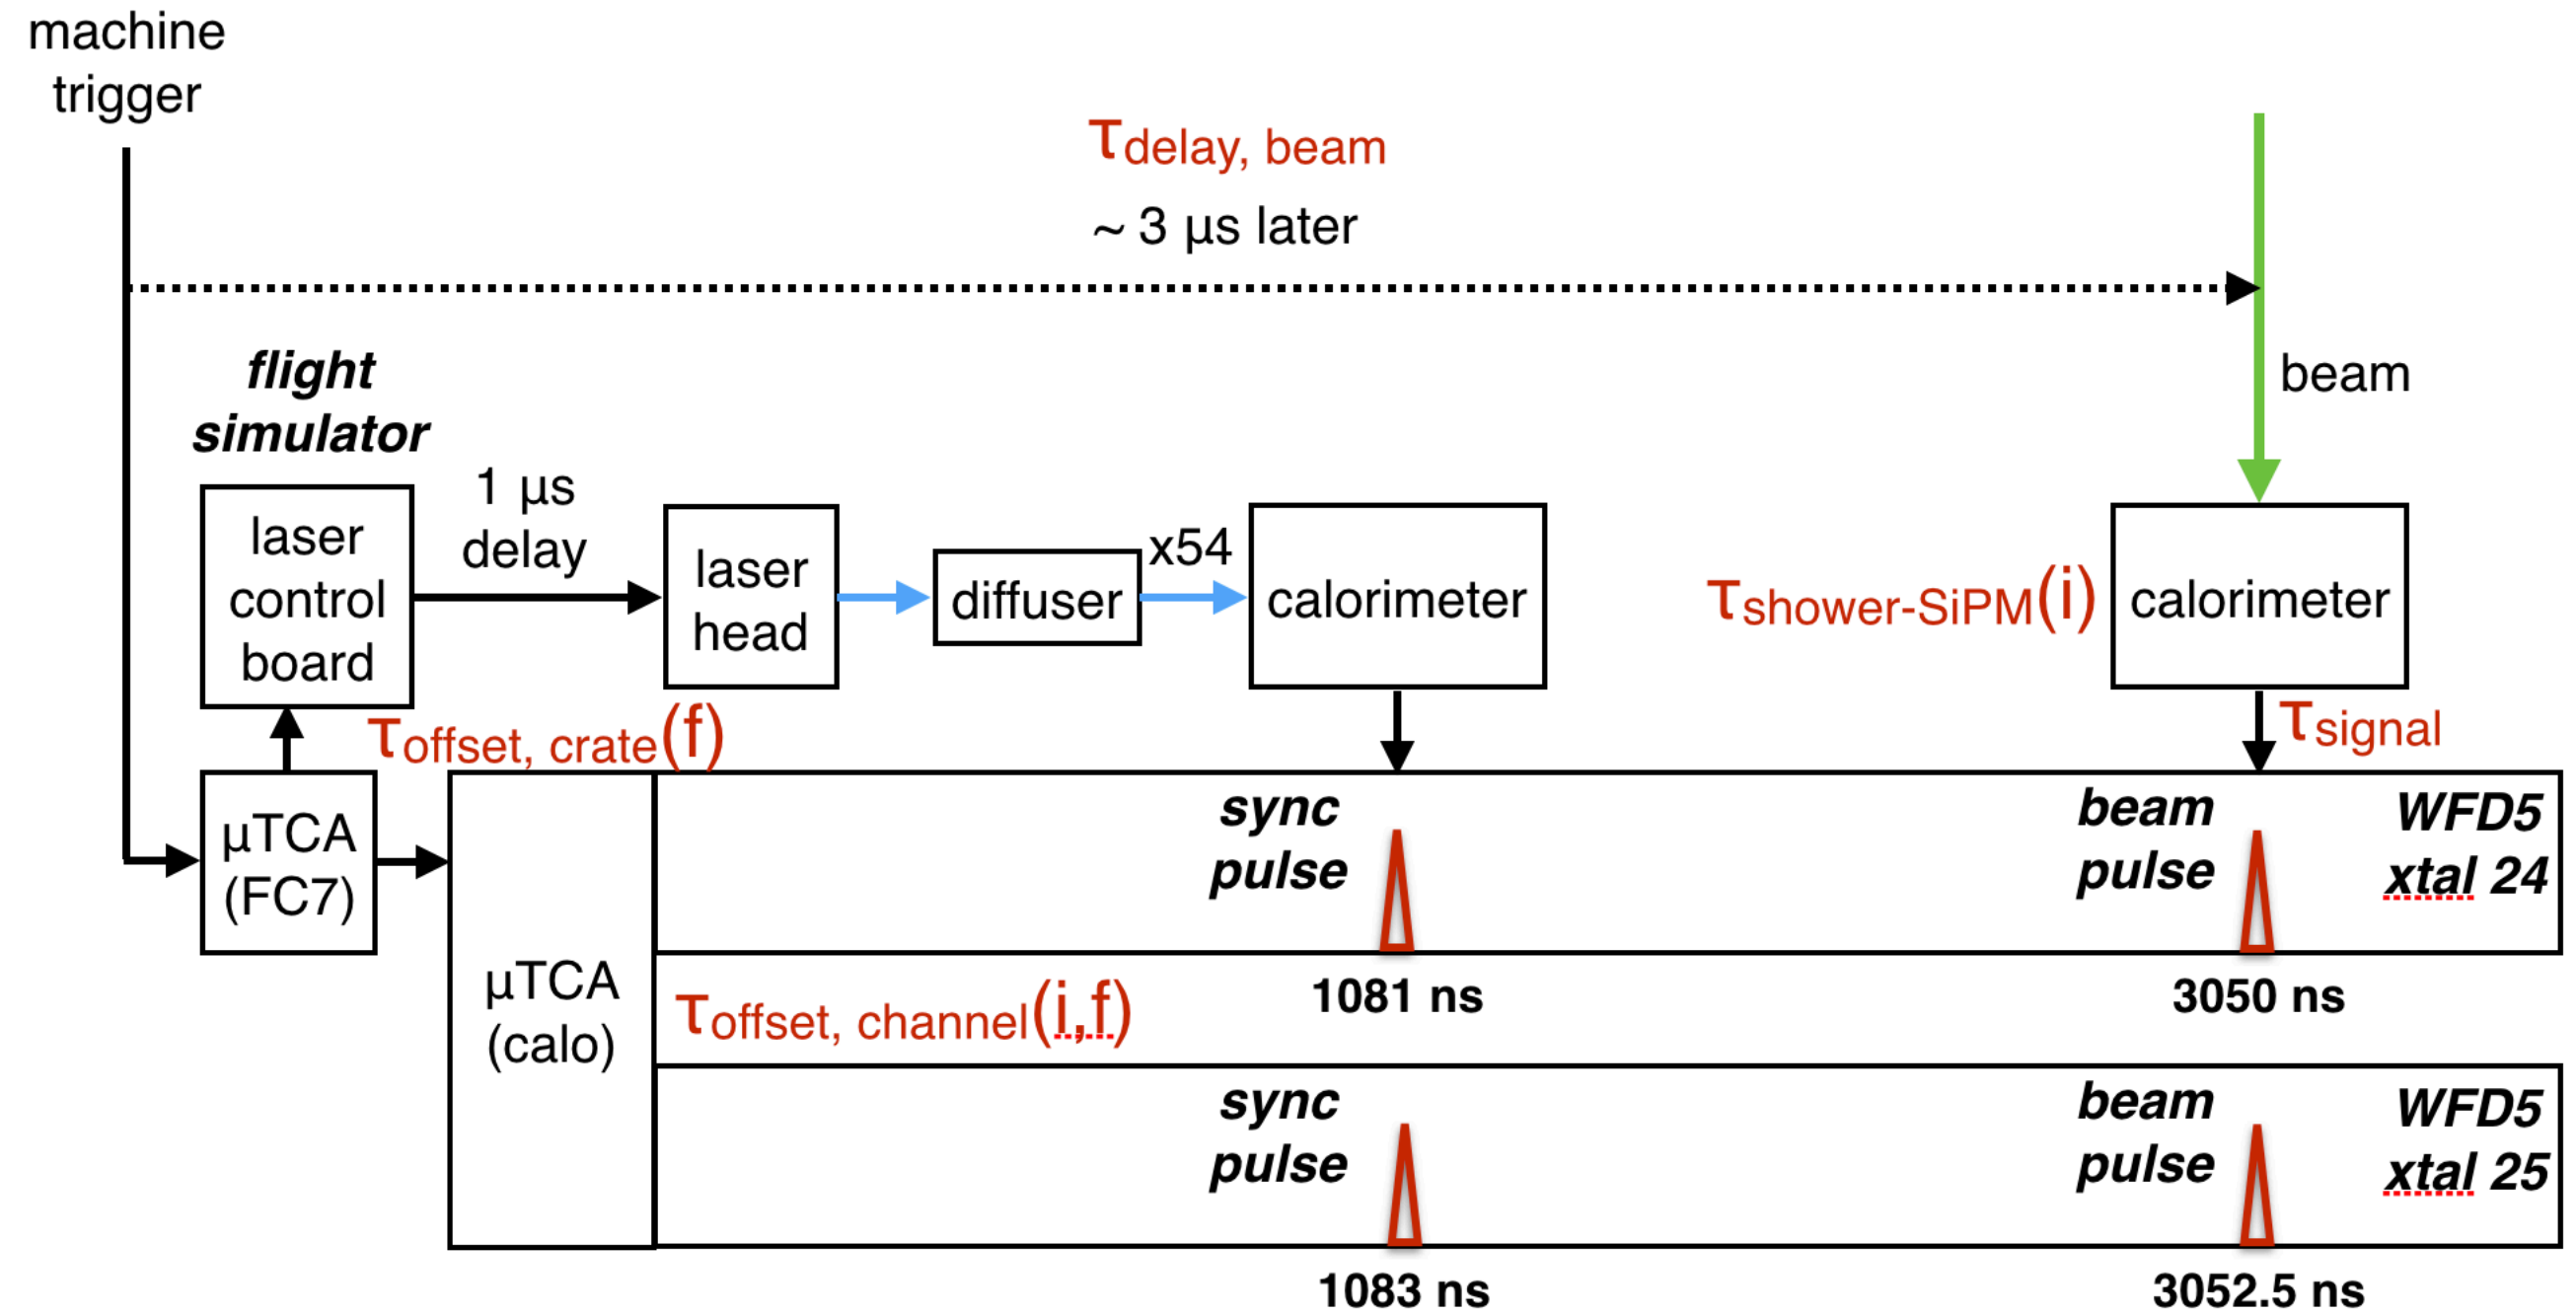 machine
trigger
τdelay, beam
~ 3 µs later
flight
simulator
beam
1 µs
delay
x54
laser
control
board
laser
head
diffuser
calorimeter
τshower-SiPM(i)
calorimeter
τoffset, crate(f)
τsignal
µTCA
(FC7)
sync
pulse
beam
pulse
WFD5
xtal 24
µTCA
(calo)
1081 ns
3050 ns
τoffset, channel(i,f)
sync
pulse
beam
pulse
WFD5
xtal 25
1083 ns
3052.5 ns